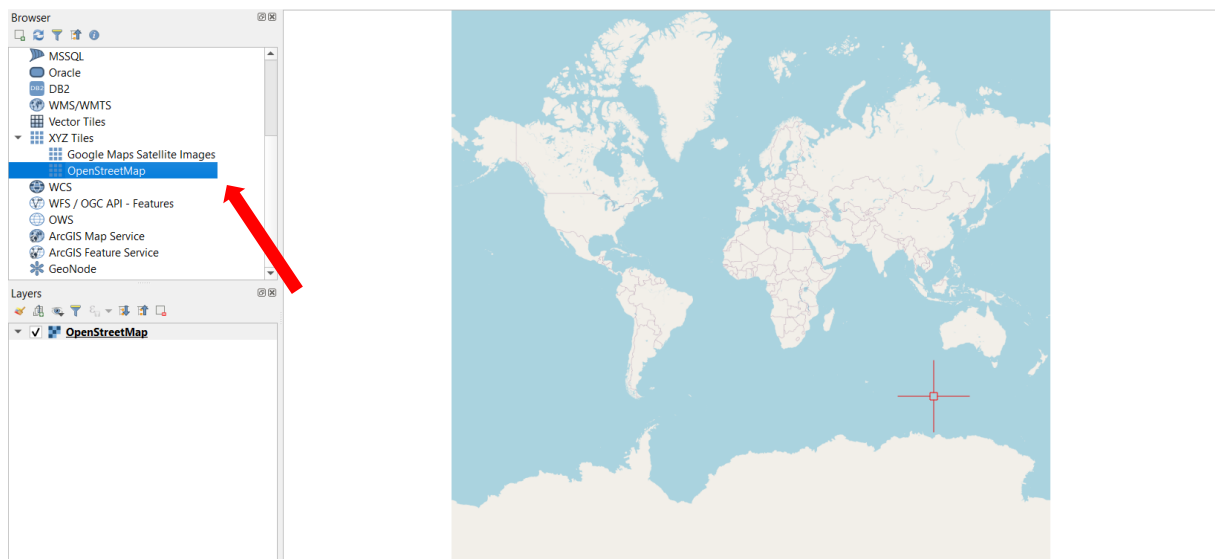 Browser
MSSQL
Oracle
DB2
DB2
WMS/WMTS
Vector Tiles
XYZ Tiles
Google Maps Satellite Images
OpenStreetMap
WCS
WFS / OGC API - Features
OWS
ArcGIS Map Service
ArcGIS Feature Service
GeoNode
Layers
OpenStreetMap